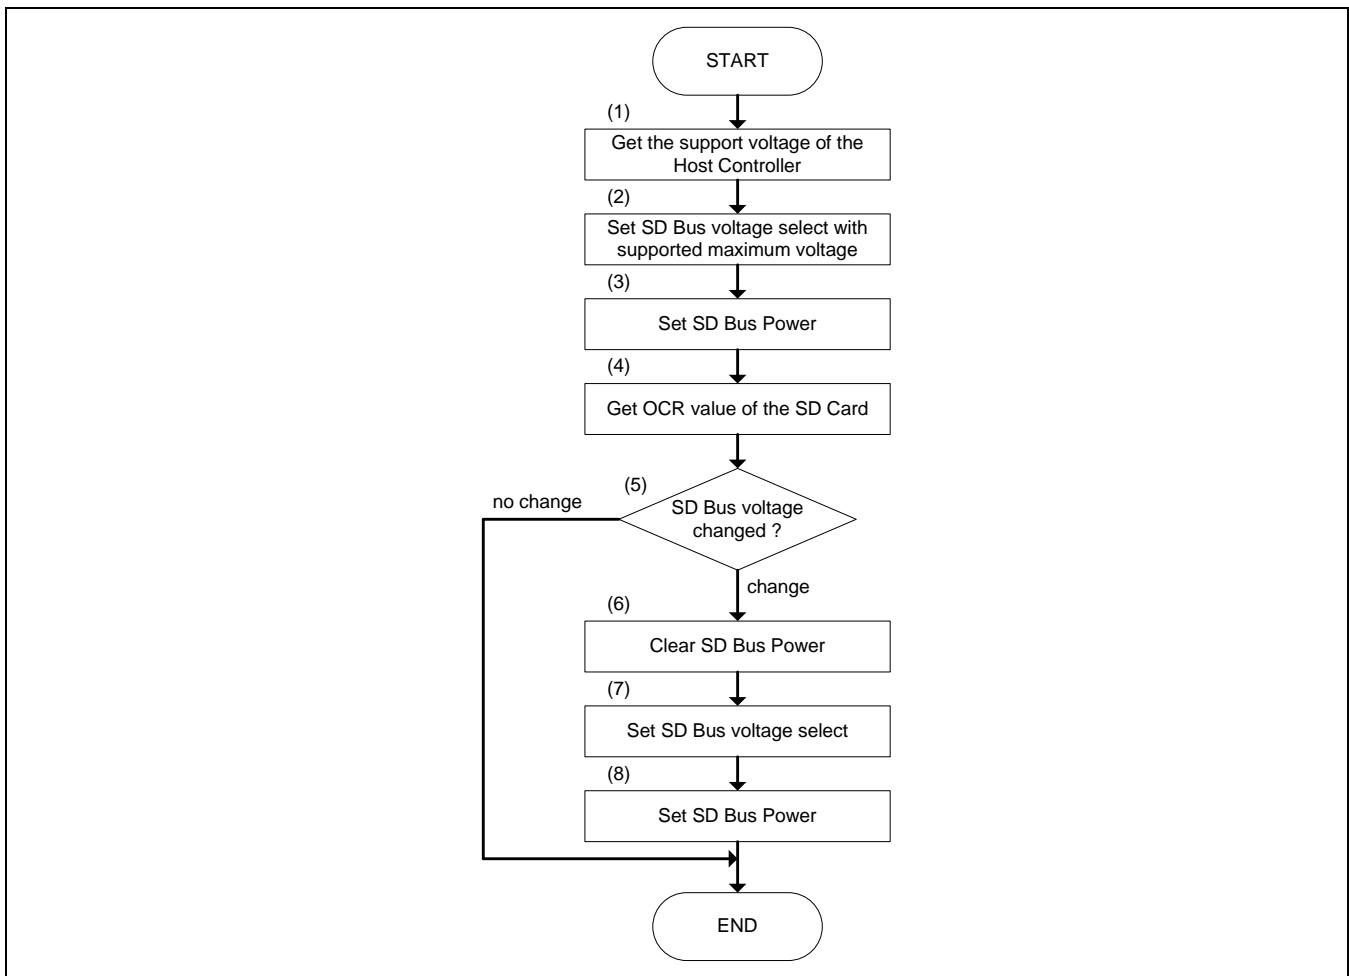 START
(1)
Get the support voltage of the
Host Controller
(2)
Set SD Bus voltage select with
supported maximum voltage
(3)
Set SD Bus Power
(4)
Get OCR value of the SD Card
(5)
no change
SD Bus voltage
changed ?
change
(6)
Clear SD Bus Power
(7)
Set SD Bus voltage select
(8)
Set SD Bus Power
END